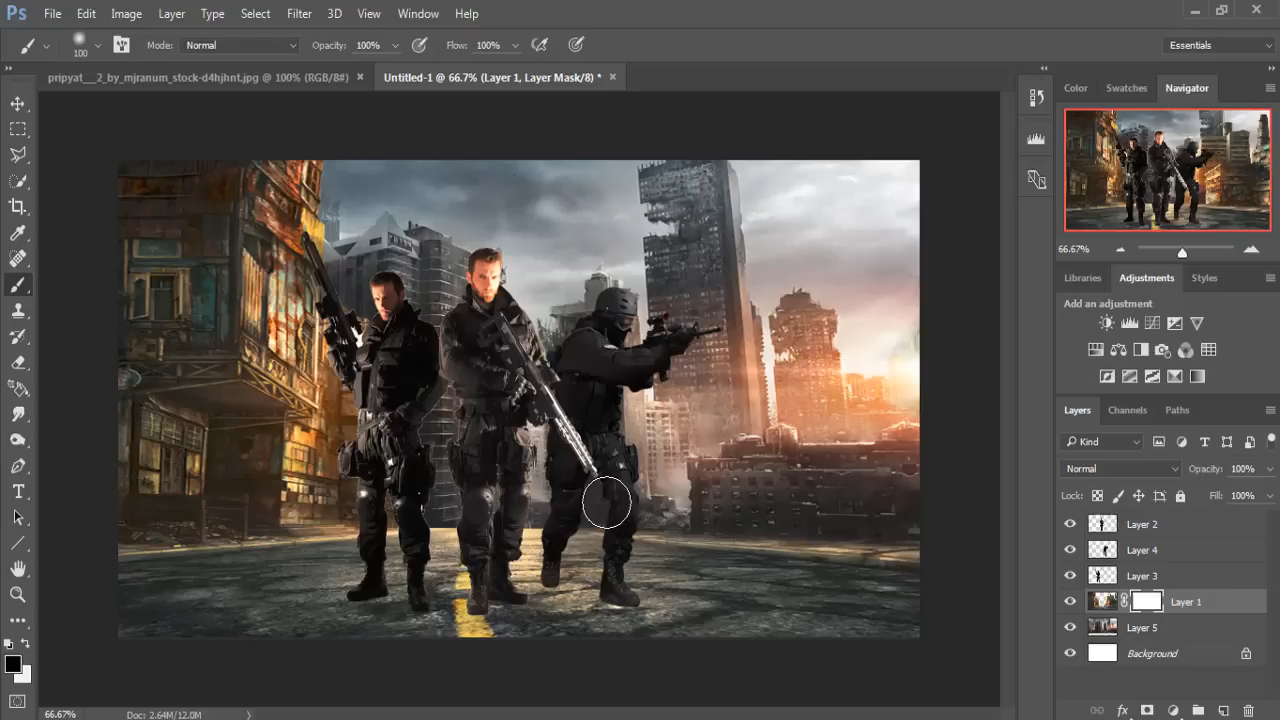 Ps File Edit Image Layer Type Select Filter 3D View Window Help
100 Mode: Normal Opacity: 100% Flow: 100% Essentials
pripyat___2_by_mjranum_stock-d4hjhnt.jpg @ 100% (RGB/8#) × Untitled-1 @ 66.7% (Layer 1, Layer Mask/8) * ×
Color Swatches Navigator
66.67%
Libraries Adjustments Styles
Add an adjustment
Layers Channels Paths
Kind
Normal Opacity: 100%
Lock: Fill: 100%
Layer 2
Layer 4
Layer 3
Layer 1
Layer 5
Background
66.67% Doc: 2.64M/12.0M